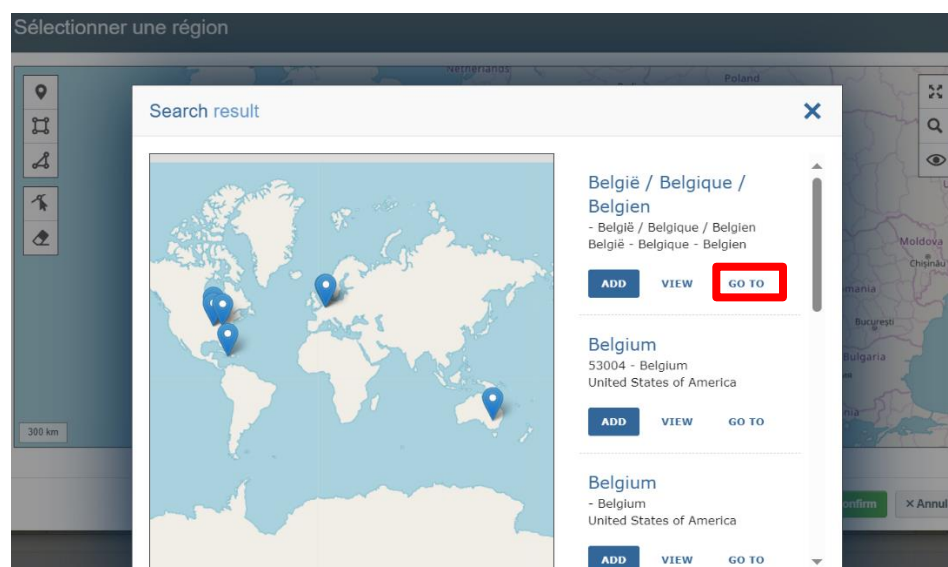 Sélectionner une région
Netherlands
Poland
Search result
België / Belgique /
Belgien
- België / Belgique / Belgien
België - Belgique - Belgien
ADD VIEW GO TO
Belgium
53004 - Belgium
United States of America
ADD VIEW GO TO
Belgium
- Belgium
United States of America
ADD VIEW GO TO
Moldova
Chișinău
mania
București
Bulgaria
300 km
onfirm
× Annul